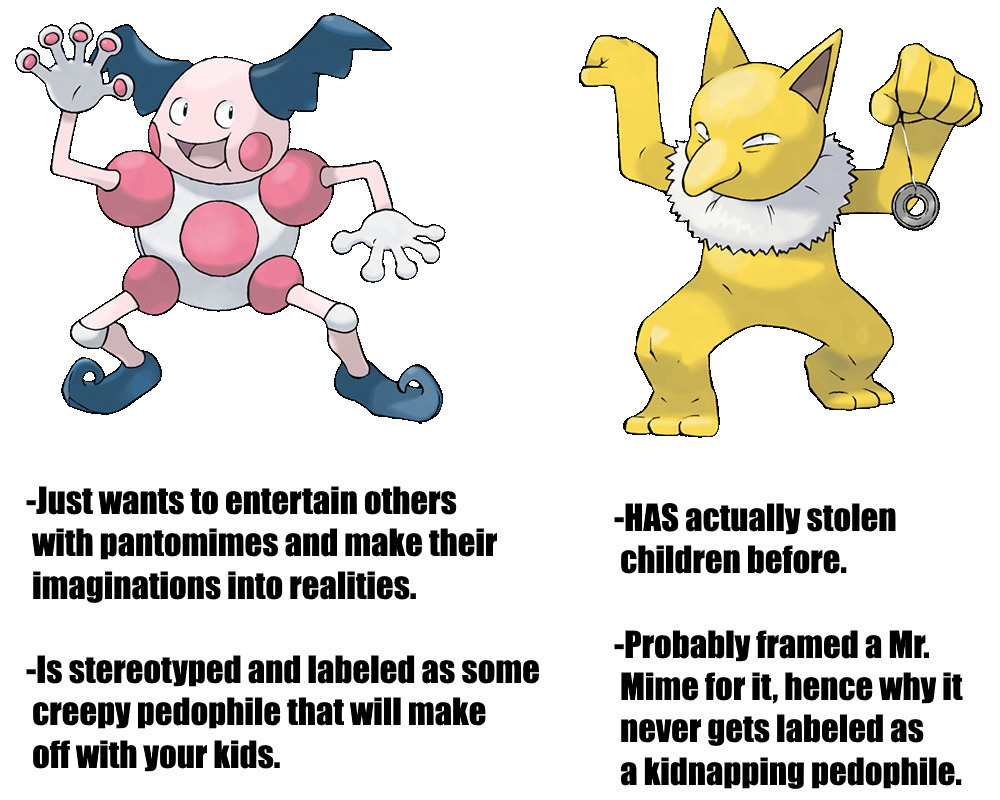 -Just wants to entertain others
with pantomimes and make their
imaginations into realities.
-Is stereotyped and labeled as some
creepy pedophile that will make
off with your kids.
-HAS actually stolen
children before.
-Probably framed a Mr.
Mime for it, hence why it
never gets labeled as
a kidnapping pedophile.